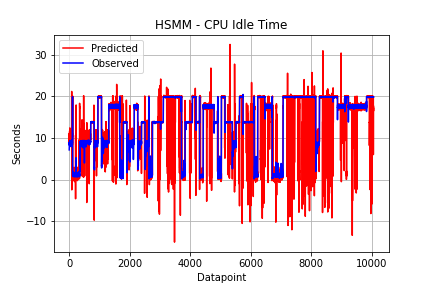 HSMM - CPU Idle Time
Predicted
Observed
30
20
10
0
−10
Seconds
0 2000 4000 6000 8000 10000
Datapoint